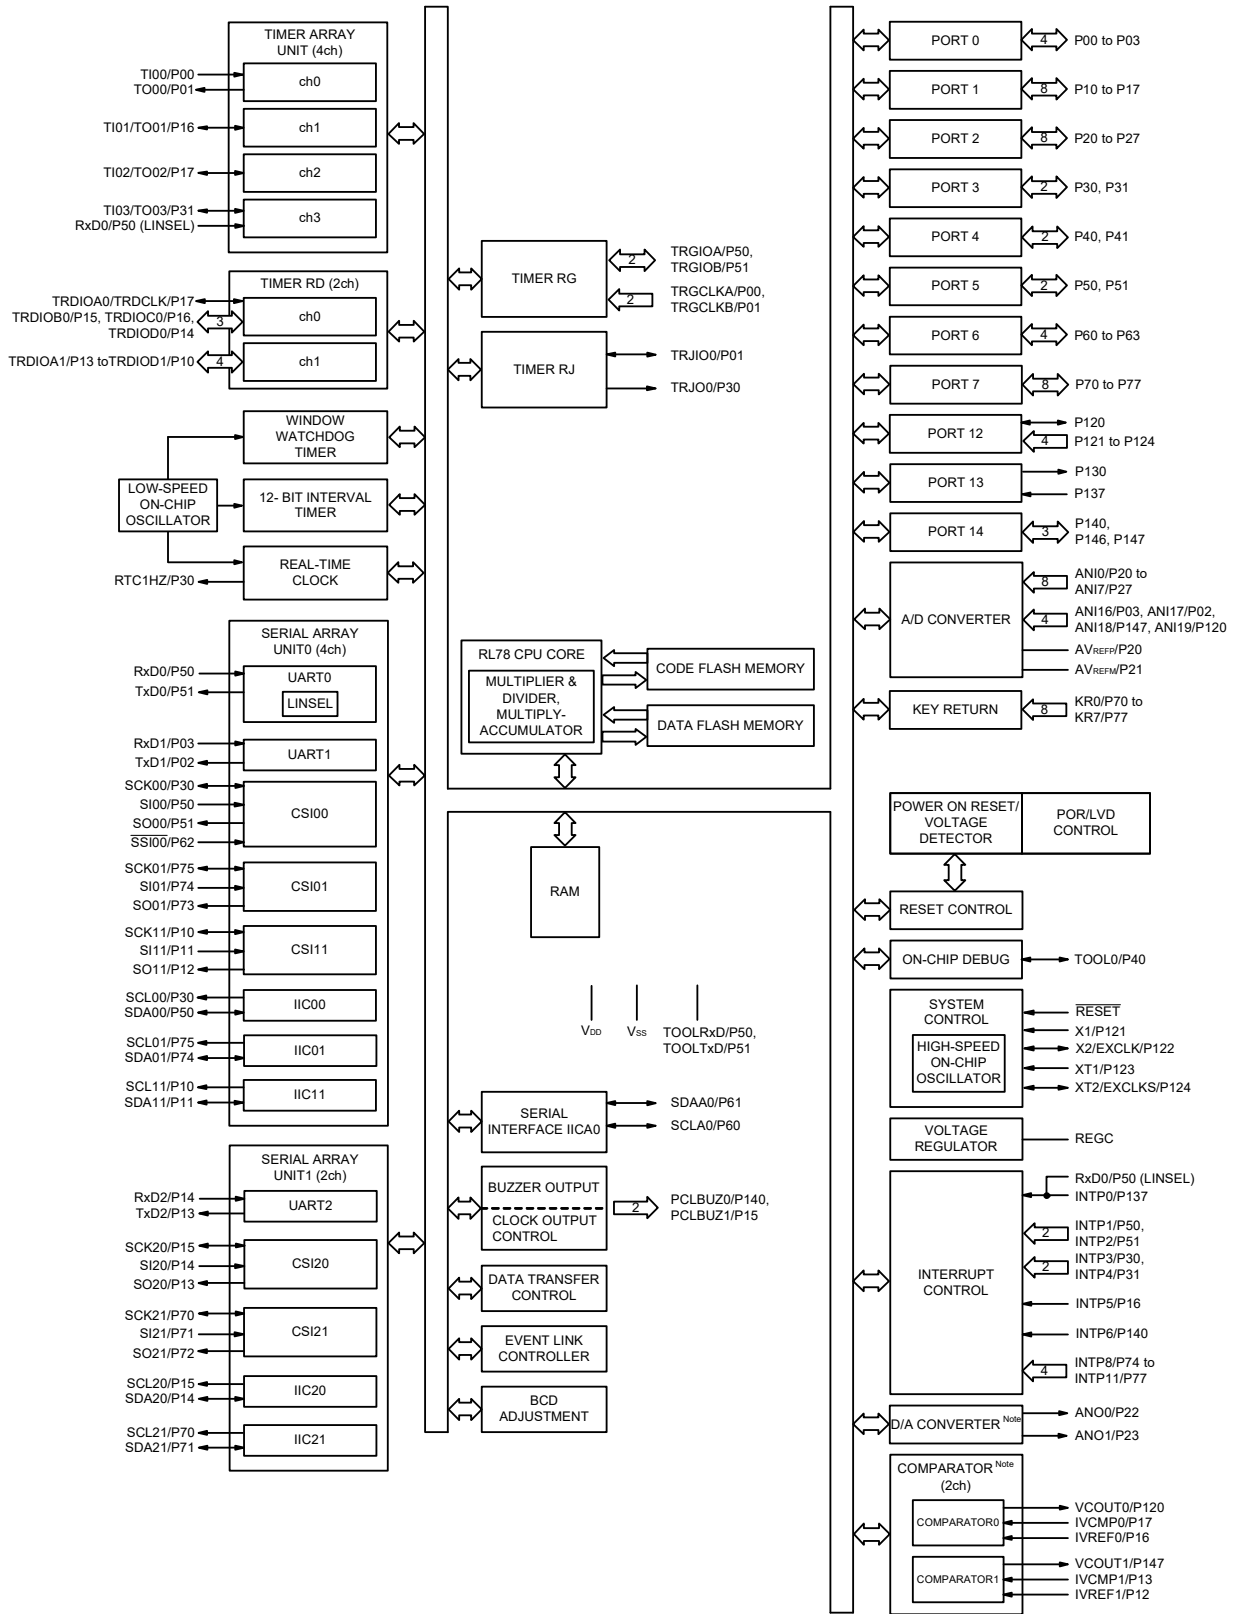 TIMER ARRAY
UNIT (4ch)
TI00/P00
TO00/P01
ch0
TI01/TO01/P16
ch1
TI02/TO02/P17
ch2
TI03/TO03/P31
RxD0/P50 (LINSEL)
ch3
TIMER RD (2ch)
TRDIOA0/TRDCLK/P17
TRDIOB0/P15, TRDIOC0/P16,
TRDIOD0/P14
3
ch0
TRDIOA1/P13 toTRDIOD1/P10
4
ch1
WINDOW
WATCHDOG
TIMER
LOW-SPEED
ON-CHIP
OSCILLATOR
12- BIT INTERVAL
TIMER
RTC1HZ/P30
REAL-TIME
CLOCK
SERIAL ARRAY
UNIT0 (4ch)
RxD0/P50
TxD0/P51
UART0
LINSEL
RxD1/P03
TxD1/P02
UART1
SCK00/P30
SI00/P50
SO00/P51
SSI00/P62
CSI00
SCK01/P75
SI01/P74
SO01/P73
CSI01
SCK11/P10
SI11/P11
SO11/P12
CSI11
SCL00/P30
SDA00/P50
IIC00
SCL01/P75
SDA01/P74
IIC01
SCL11/P10
SDA11/P11
IIC11
SERIAL ARRAY
UNIT1 (2ch)
RxD2/P14
TxD2/P13
UART2
SCK20/P15
SI20/P14
SO20/P13
CSI20
SCK21/P70
SI21/P71
SO21/P72
CSI21
SCL20/P15
SDA20/P14
IIC20
SCL21/P70
SDA21/P71
IIC21
TIMER RG
2
TRGIOA/P50,
TRGIOB/P51
2
TRGCLKA/P00,
TRGCLKB/P01
TIMER RJ
TRJIO0/P01
TRJO0/P30
RL78 CPU CORE
MULTIPLIER &
DIVIDER,
MULTIPLY-
ACCUMULATOR
CODE FLASH MEMORY
DATA FLASH MEMORY
RAM
VDD
VSS
TOOLRxD/P50,
TOOLTxD/P51
SERIAL
INTERFACE IICA0
SDAA0/P61
SCLA0/P60
BUZZER OUTPUT
CLOCK OUTPUT
CONTROL
2
PCLBUZ0/P140,
PCLBUZ1/P15
DATA TRANSFER
CONTROL
EVENT LINK
CONTROLLER
BCD
ADJUSTMENT
PORT 0
4
P00 to P03
PORT 1
8
P10 to P17
PORT 2
8
P20 to P27
PORT 3
2
P30, P31
PORT 4
2
P40, P41
PORT 5
2
P50, P51
PORT 6
4
P60 to P63
PORT 7
8
P70 to P77
PORT 12
P120
4
P121 to P124
PORT 13
P130
P137
PORT 14
3
P140,
P146, P147
A/D CONVERTER
8
ANI0/P20 to
ANI7/P27
4
ANI16/P03, ANI17/P02,
ANI18/P147, ANI19/P120
AVREFP/P20
AVREFM/P21
KEY RETURN
8
KR0/P70 to
KR7/P77
POWER ON RESET/
VOLTAGE
DETECTOR
POR/LVD
CONTROL
RESET CONTROL
ON-CHIP DEBUG
TOOL0/P40
SYSTEM
CONTROL
HIGH-SPEED
ON-CHIP
OSCILLATOR
RESET
X1/P121
X2/EXCLK/P122
XT1/P123
XT2/EXCLKS/P124
VOLTAGE
REGULATOR
REGC
INTERRUPT
CONTROL
RxD0/P50 (LINSEL)
INTP0/P137
2
INTP1/P50,
INTP2/P51
2
INTP3/P30,
INTP4/P31
INTP5/P16
INTP6/P140
4
INTP8/P74 to
INTP11/P77
D/A CONVERTER Note
ANO0/P22
ANO1/P23
COMPARATOR Note
(2ch)
COMPARATOR0
VCOUT0/P120
IVCMP0/P17
IVREF0/P16
COMPARATOR1
VCOUT1/P147
IVCMP1/P13
IVREF1/P12